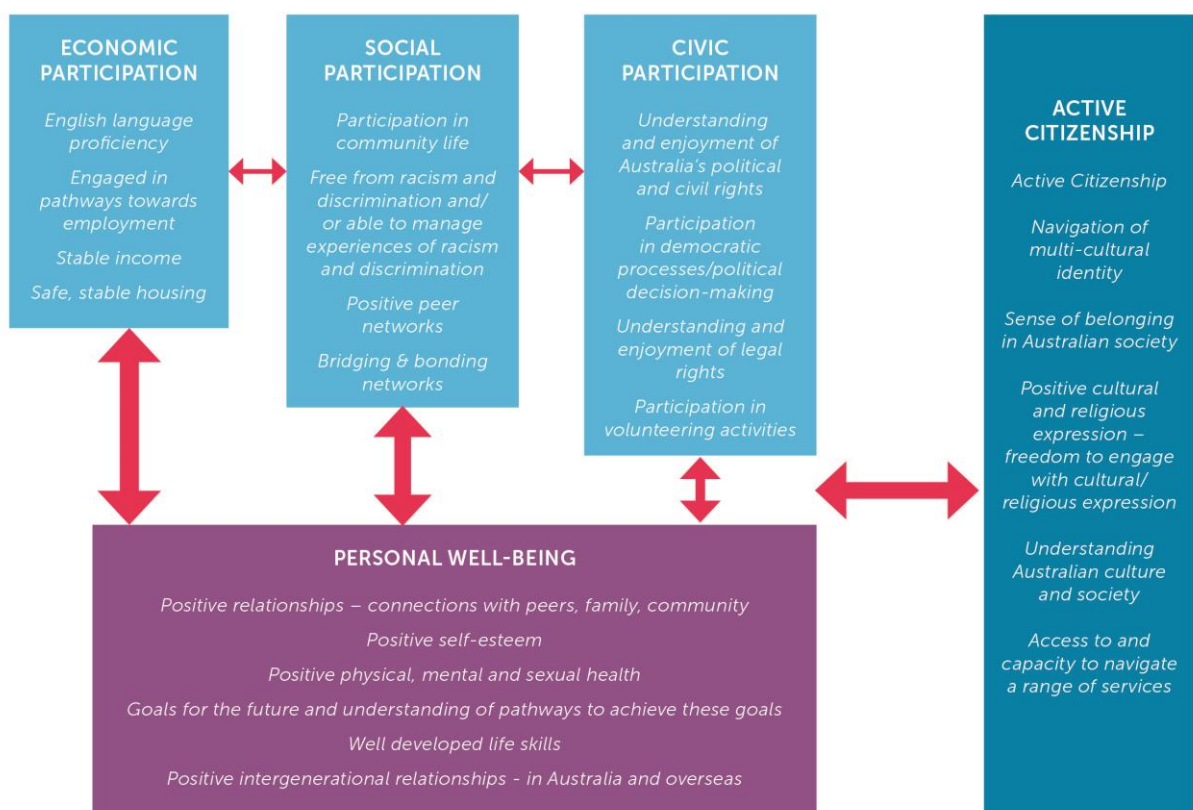 ECONOMIC
PARTICIPATION
English language
proficiency
Engaged in
pathways towards
employment
Stable income
Safe, stable housing
SOCIAL
PARTICIPATION
Participation in
community life
Free from racism and
discrimination and/
or able to manage
experiences of racism
and discrimination
Positive peer
networks
Bridging & bonding
networks
CIVIC
PARTICIPATION
Understanding
and enjoyment of
Australia's political
and civil rights
Participation
in democratic
processes/political
decision-making
Understanding and
enjoyment of legal
rights
Participation in
volunteering activities
ACTIVE
CITIZENSHIP
Active Citizenship
Navigation of
multi-cultural
identity
Sense of belonging
in Australian society
Positive cultural
and religious
expression –
freedom to engage
with cultural/
religious expression
Understanding
Australian culture
and society
Access to and
capacity to navigate
a range of services
PERSONAL WELL-BEING
Positive relationships – connections with peers, family, community
Positive self-esteem
Positive physical, mental and sexual health
Goals for the future and understanding of pathways to achieve these goals
Well developed life skills
Positive intergenerational relationships - in Australia and overseas